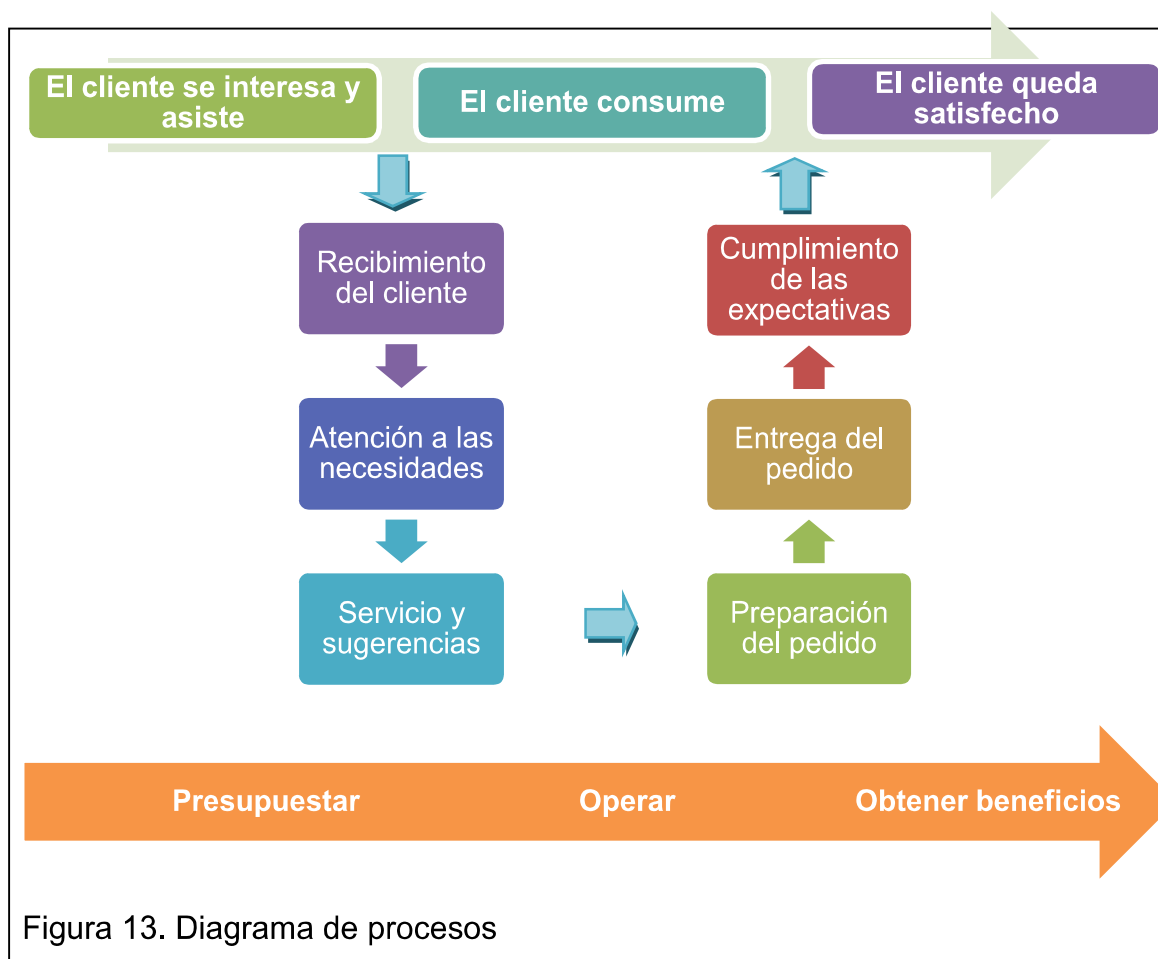 El cliente se interesa y
asiste
El cliente consume
El cliente queda
satisfecho
Recibimiento
del cliente
Atención a las
necesidades
Servicio y
sugerencias
Cumplimiento
de las
expectativas
Entrega del
pedido
Preparación
del pedido
Presupuestar
Operar
Obtener beneficios
Figura 13. Diagrama de procesos